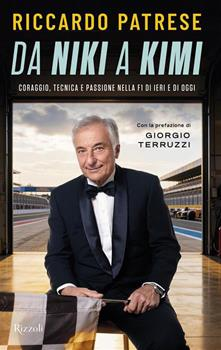 RICCARDO PATRESE
DA NIKI A KIMI
CORAGGIO, TECNICA E PASSIONE NELLA F1 DI IERI E DI OGGI
Con la prefazione di
GIORGIO
TERRUZZI
Rizzoli